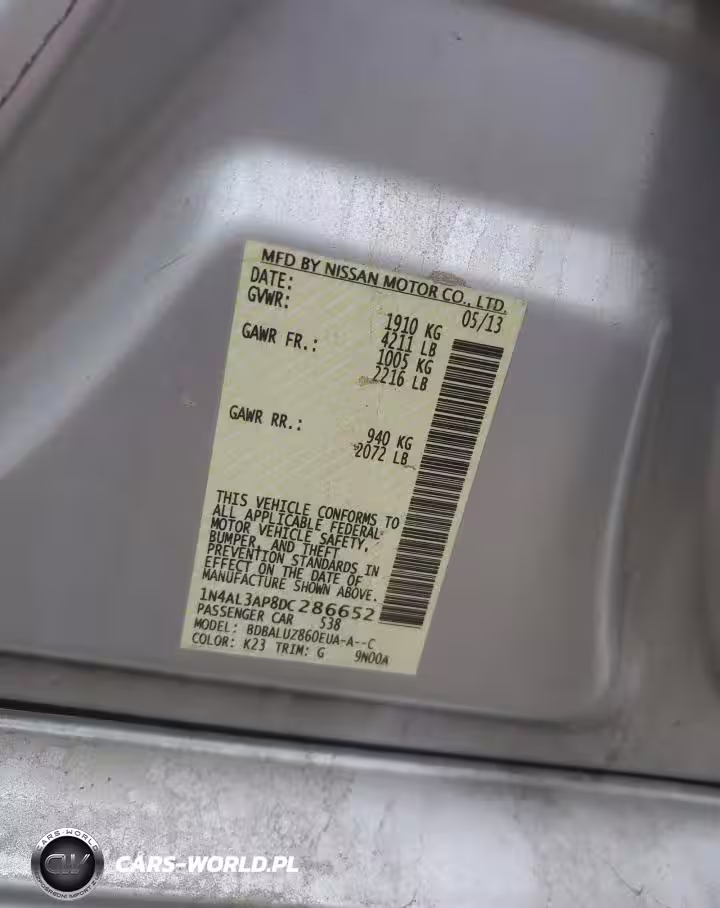 MFD BY NISSAN MOTOR CO., LTD.
DATE: 05/13
GVWR: 1910 KG
4211 LB
GAWR FR.: 1005 KG
2216 LB
GAWR RR.: 940 KG
2072 LB
THIS VEHICLE CONFORMS TO
ALL APPLICABLE FEDERAL
MOTOR VEHICLE SAFETY,
BUMPER, AND THEFT
PREVENTION STANDARDS IN
EFFECT ON THE DATE OF
MANUFACTURE SHOWN ABOVE.
1N4AL3AP8DC286652
PASSENGER CAR 538
MODEL: BDBALUZ860EUA-A--C
COLOR: K23 TRIM: G 9N00A
CARS-WORLD
CW
CARS-WORLD.PL